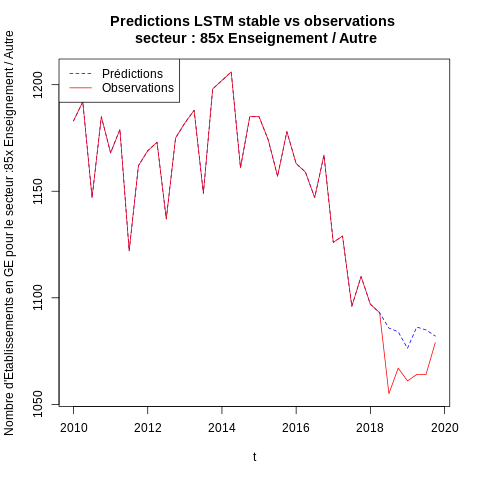 Predictions LSTM stable vs observations
secteur : 85x Enseignement / Autre
Nombre d'Etablissements en GE pour le secteur :85x Enseignement / Autre
Prédictions
Observations
1200
1150
1100
1050
2010 2012 2014 2016 2018 2020
t